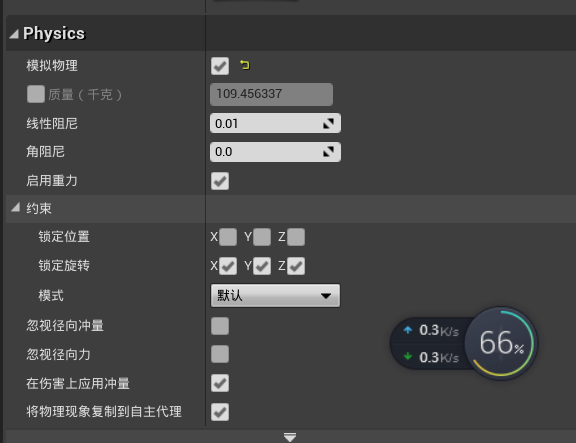 Physics
模拟物理
质量（千克） 109.456337
线性阻尼 0.01
角阻尼 0.0
启用重力
约束
锁定位置 X Y Z
锁定旋转 X Y Z
模式 默认
忽视径向冲量
忽视径向力
在伤害上应用冲量
将物理现象复制到自主代理
0.3K/s
0.3K/s
66%